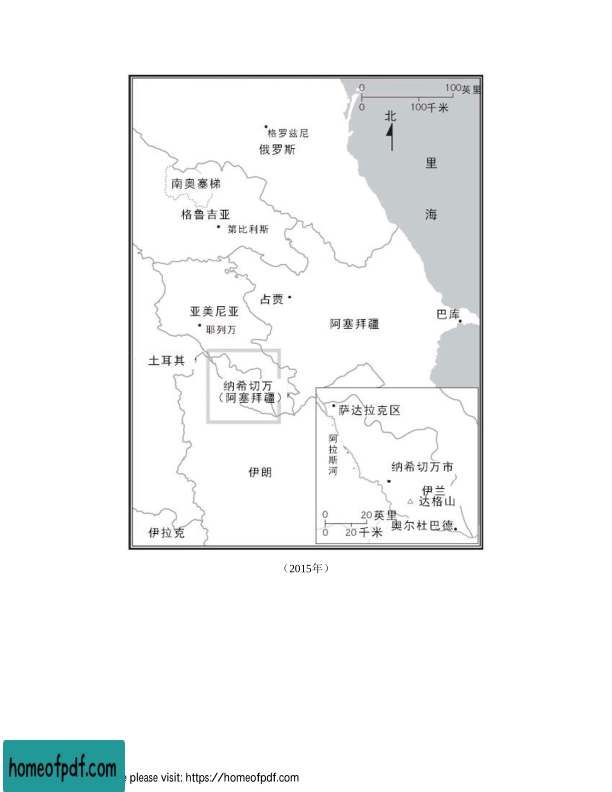 0 100英里
0 100千米
北
里
海
格罗兹尼
俄罗斯
南奥塞梯
格鲁吉亚
第比利斯
占贾
亚美尼亚
耶列万
阿塞拜疆
巴库
土耳其
纳希切万
（阿塞拜疆）
伊朗
伊拉克
萨达拉克区
阿拉斯河
纳希切万市
伊兰
达格山
奥尔杜巴德
0 20英里
0 20千米
（2015年）
homeofpdf.com
please visit: https://homeofpdf.com